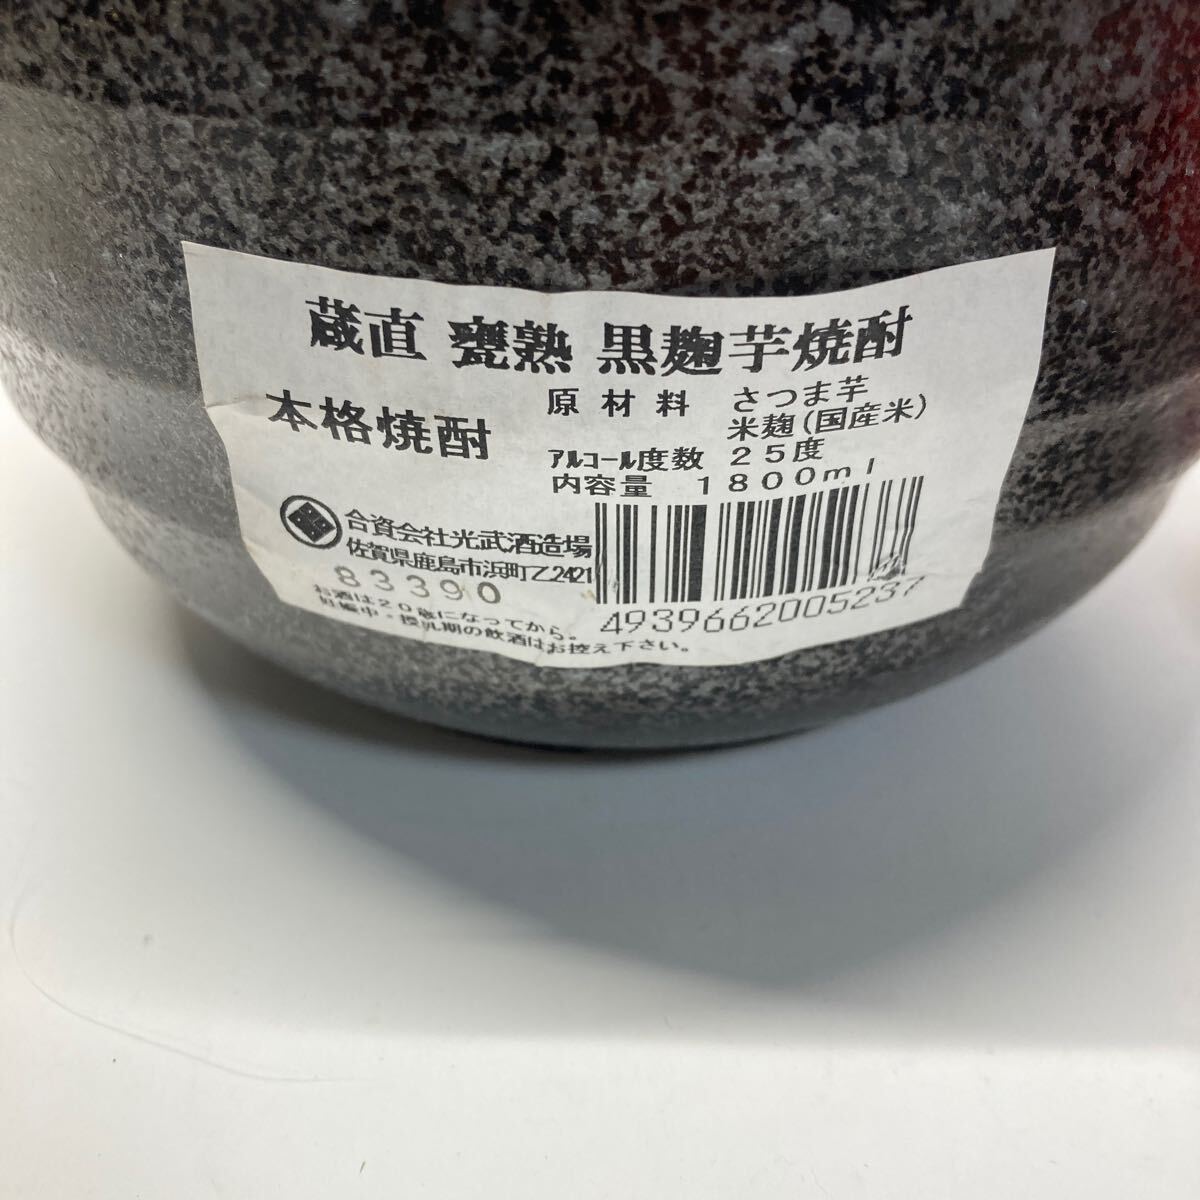 蔵直 甕熟 黒麹芋焼酎
本格焼酎
原材料 さつま芋
米麹(国産米)
アルコール度数 25度
内容量 1800ml
合資会社光武酒造場
佐賀県鹿島市浜町乙2421
83390
お酒は20歳になってから。
妊娠中・授乳期の飲酒はお控え下さい。
4939662005237